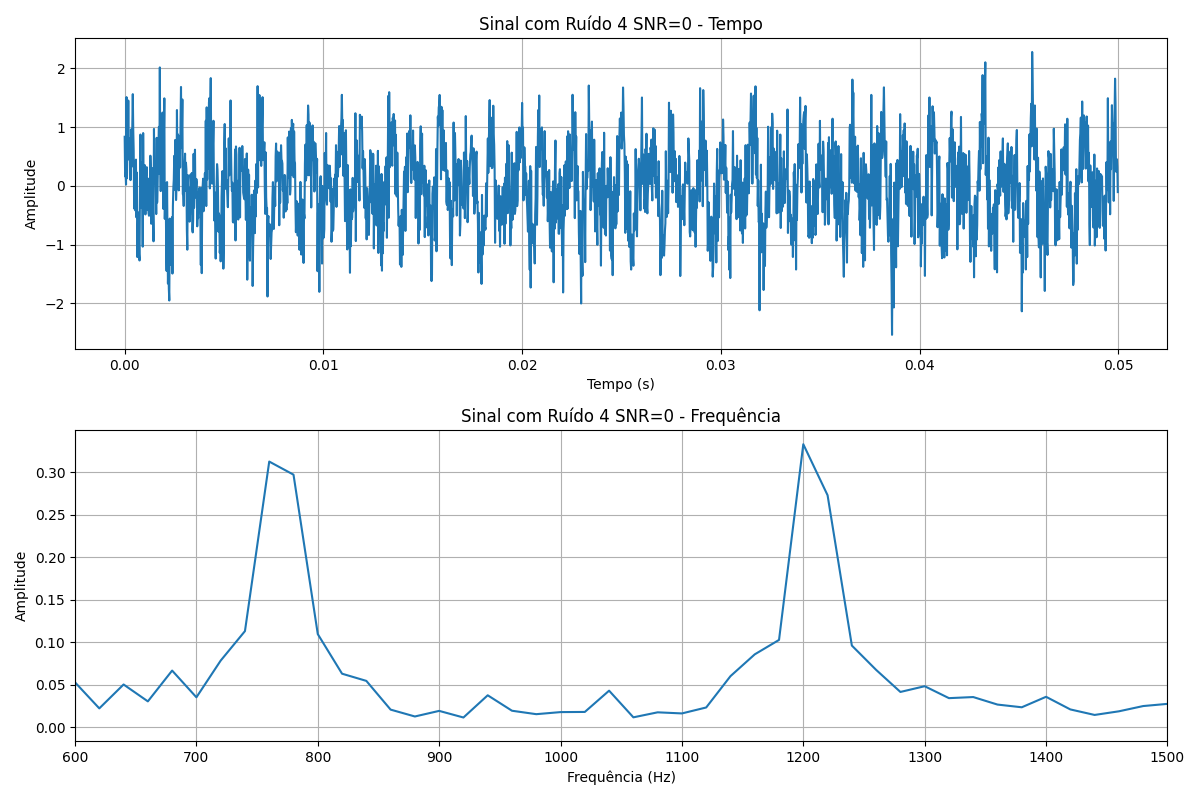 Sinal com Ruído 4 SNR=0 - Tempo
Amplitude
2
1
0
−1
−2
0.00 0.01 0.02 0.03 0.04 0.05
Tempo (s)
Sinal com Ruído 4 SNR=0 - Frequência
Amplitude
0.30
0.25
0.20
0.15
0.10
0.05
0.00
600 700 800 900 1000 1100 1200 1300 1400 1500
Frequência (Hz)